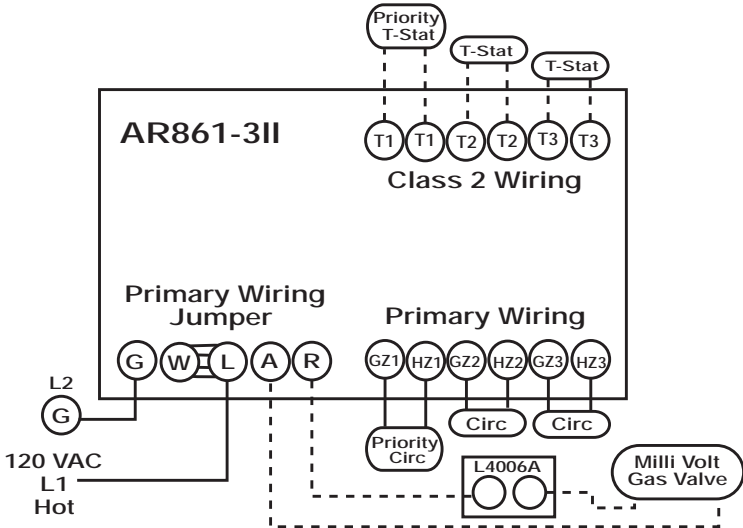 Priority
T-Stat
T-Stat
T-Stat
AR861-3II
T1 T1 T2 T2 T3 T3
Class 2 Wiring
Primary Wiring
Jumper
Primary Wiring
G W L A R
GZ1 HZ1 GZ2 HZ2 GZ3 HZ3
L2
G
Priority
Circ
Circ
Circ
120 VAC
L1
Hot
L4006A
Milli Volt
Gas Valve